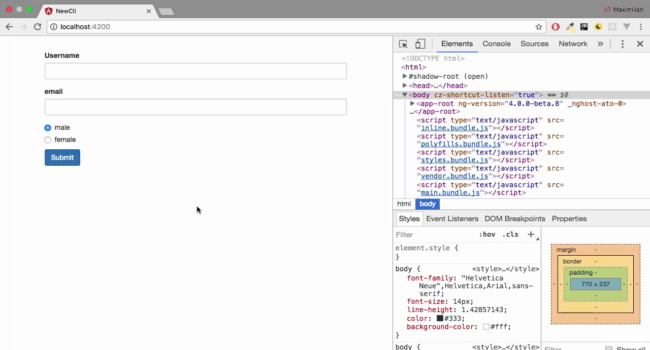 NewCli
Maximilian
localhost:4200
Username
email
male
female
Submit
Elements Console Sources Network »
<!DOCTYPE html>
<html>
#shadow-root (open)
<head>…</head>
<body cz-shortcut-listen="true"> == $0
<app-root ng-version="4.0.0-beta.8" _nghost-ato-0>
…</app-root>
<script type="text/javascript" src=
"inline.bundle.js"></script>
<script type="text/javascript" src=
"polyfills.bundle.js"></script>
<script type="text/javascript" src=
"styles.bundle.js"></script>
<script type="text/javascript" src=
"vendor.bundle.js"></script>
<script type="text/javascript" src=
"main.bundle.js"></script>
html body
Styles Event Listeners DOM Breakpoints Properties
Filter :hov .cls +
element.style {
}
body { <style>…</style>
font-family: "Helvetica
Neue",Helvetica,Arial,sans-
serif;
font-size: 14px;
line-height: 1.42857143;
color: #333;
background-color: #fff;
}
body { <style>…</style>
margin -
border -
padding -
- - - 770 × 237 - - -
-
-
-
Filter Show all